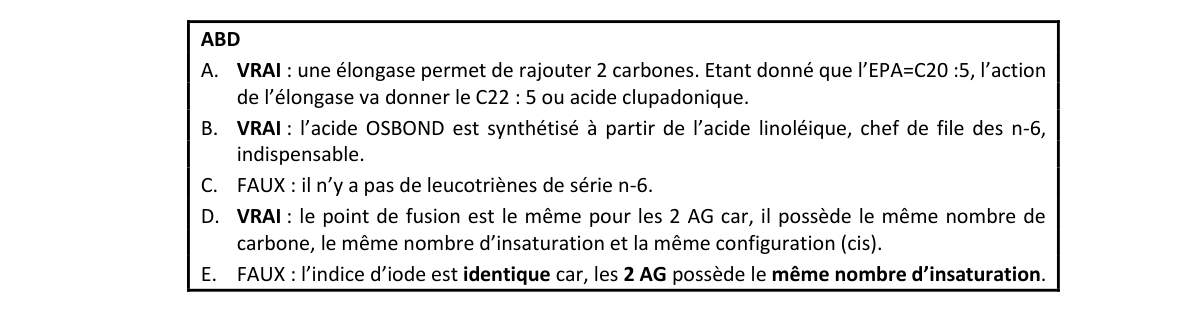 ABD
A. VRAI : une élongase permet de rajouter 2 carbones. Etant donné que l’EPA=C20 :5, l’action
de l’élongase va donner le C22 : 5 ou acide clupadonique.
B. VRAI : l’acide OSBOND est synthétisé à partir de l’acide linoléique, chef de file des n-6,
indispensable.
C. FAUX : il n’y a pas de leucotriènes de série n-6.
D. VRAI : le point de fusion est le même pour les 2 AG car, il possède le même nombre de
carbone, le même nombre d’insaturation et la même configuration (cis).
E. FAUX : l’indice d’iode est identique car, les 2 AG possède le même nombre d’insaturation.